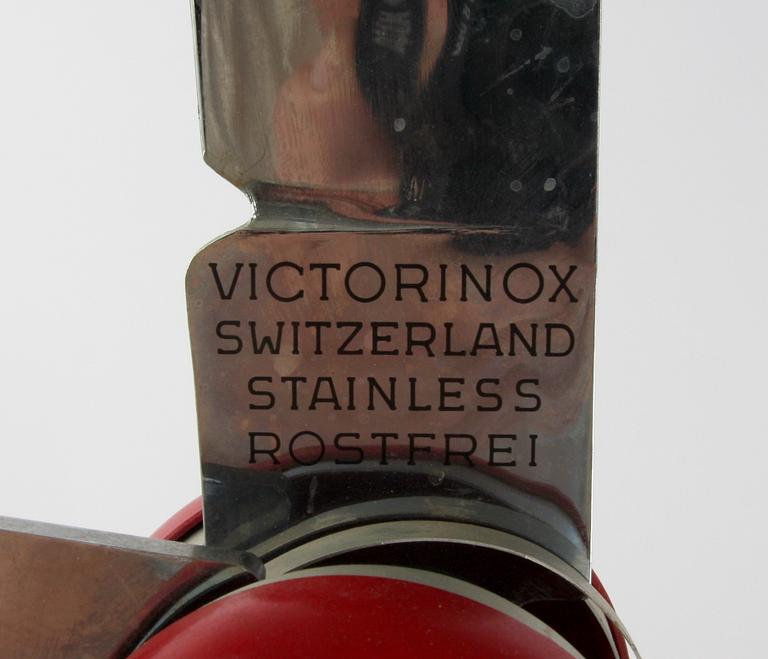 VICTORINOX
SWITZERLAND
STAINLESS
ROSTFREI